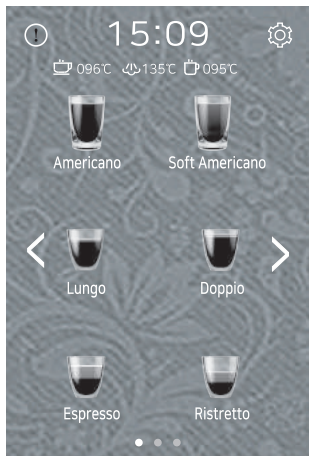 15:09
096℃ 135℃ 095℃
Americano Soft Americano
Lungo Doppio
Espresso Ristretto